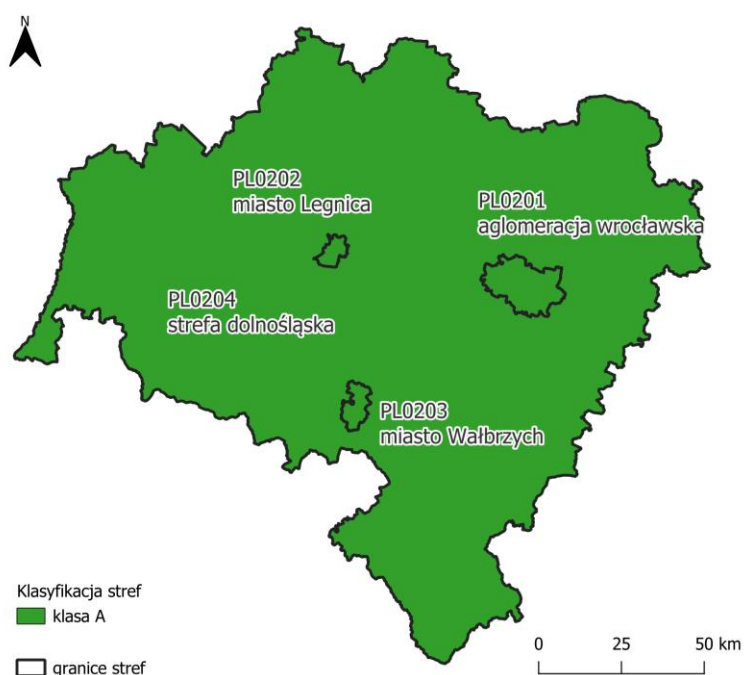 N
PL0202
miasto Legnica
PL0201
aglomeracja wrocławska
PL0204
strefa dolnośląska
PL0203
miasto Wałbrzych
Klasyfikacja stref
klasa A
granice stref
0 25 50 km